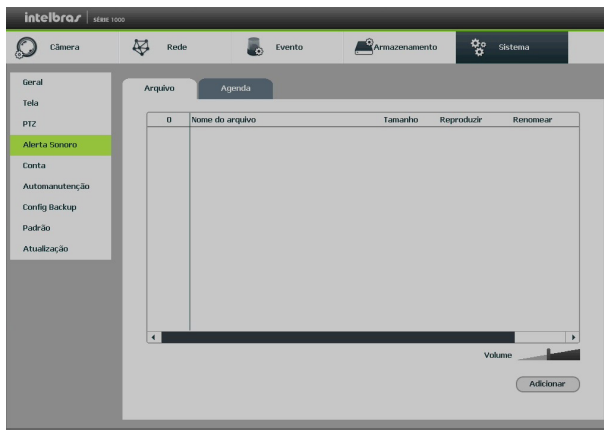 intelbras SÉRIE 1000
Câmera Rede Evento Armazenamento Sistema
Geral
Tela
PTZ
Alerta Sonoro
Conta
Automanutenção
Config Backup
Padrão
Atualização
Arquivo Agenda
0 Nome do arquivo Tamanho Reproduzir Renomear
Volume
Adicionar